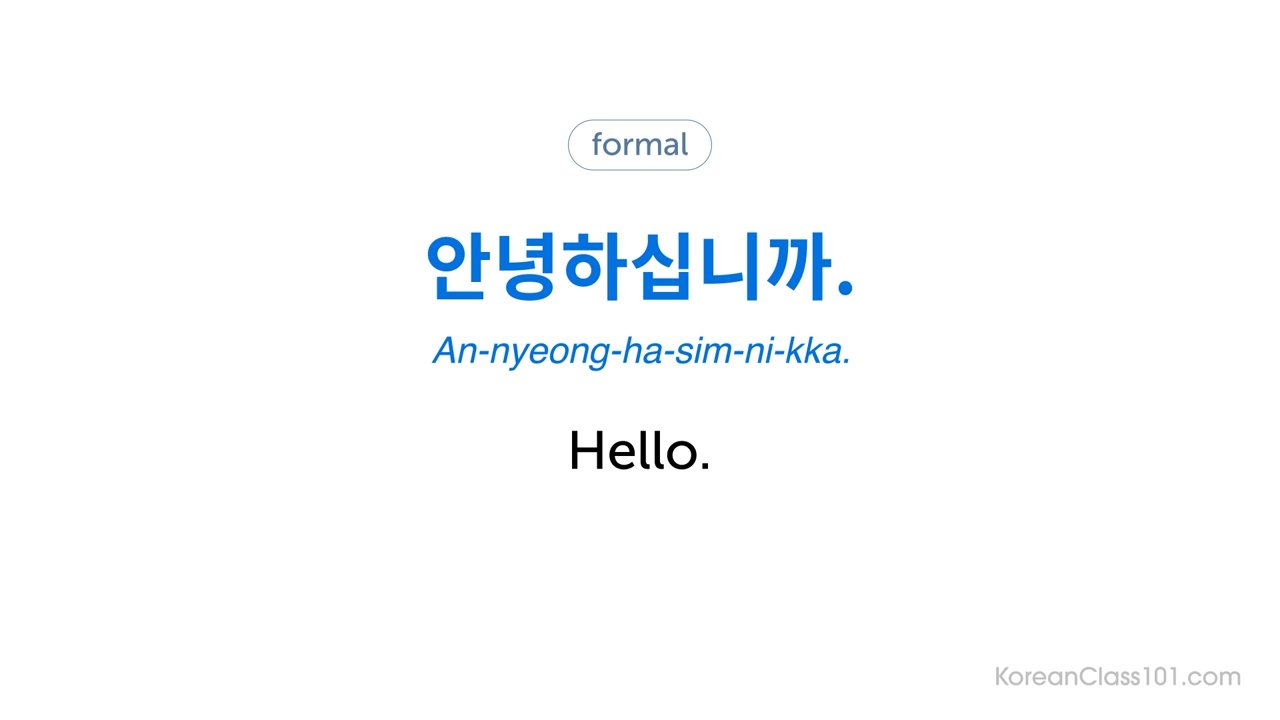 formal
안녕하십니까.
An-nyeong-ha-sim-ni-kka.
Hello.
KoreanClass101.com